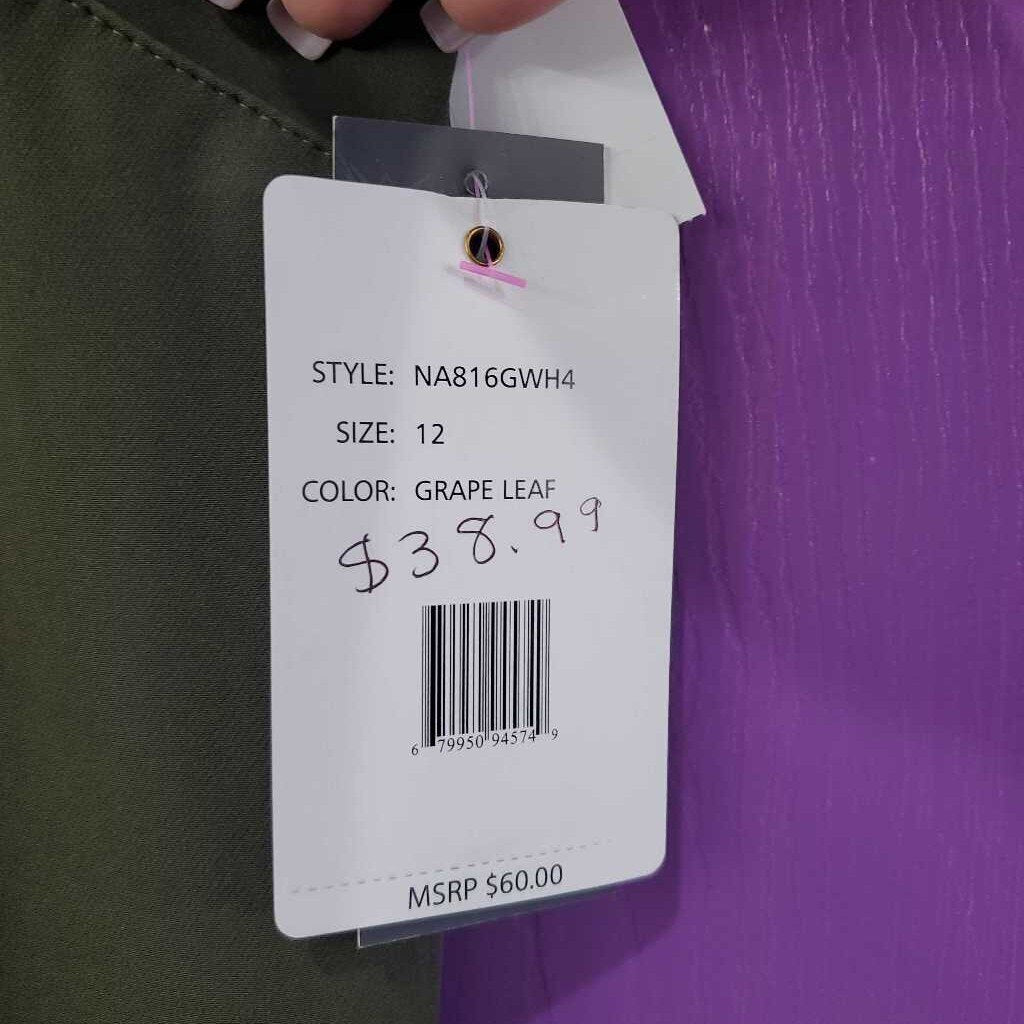 STYLE: NA816GWH4
SIZE: 12
COLOR: GRAPE LEAF
$38.99
6 79950 94574 9
MSRP $60.00